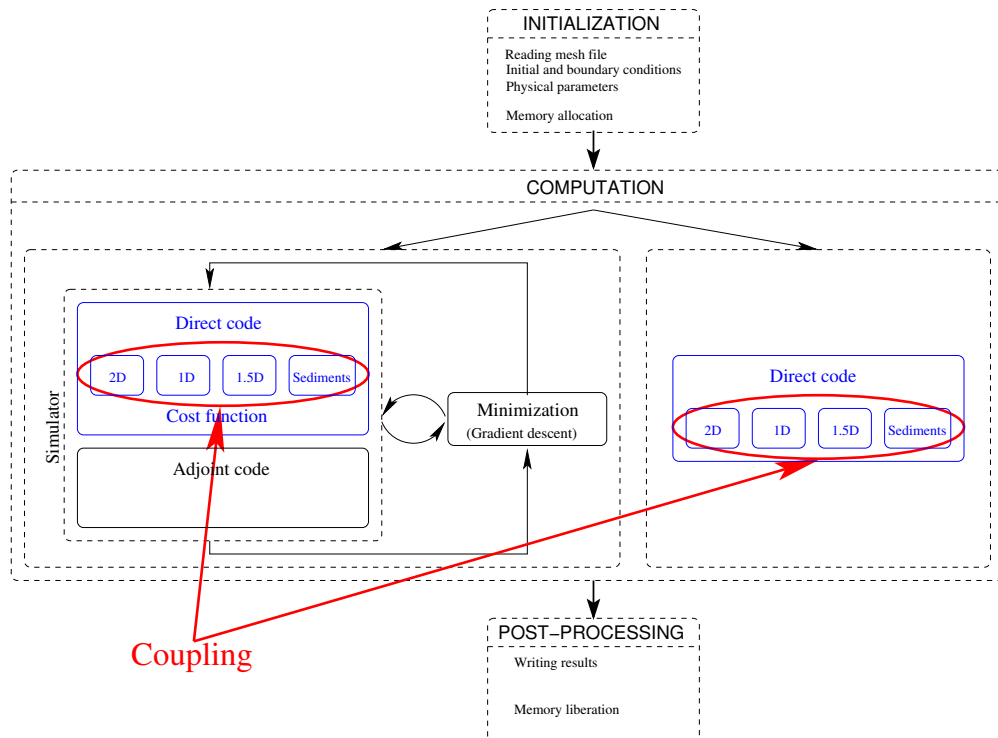 INITIALIZATION
Reading mesh file
Initial and boundary conditions
Physical parameters
Memory allocation
COMPUTATION
Simulator
Direct code
2D 1D 1.5D Sediments
Cost function
Adjoint code
Minimization
(Gradient descent)
Direct code
2D 1D 1.5D Sediments
Coupling
POST−PROCESSING
Writing results
Memory liberation